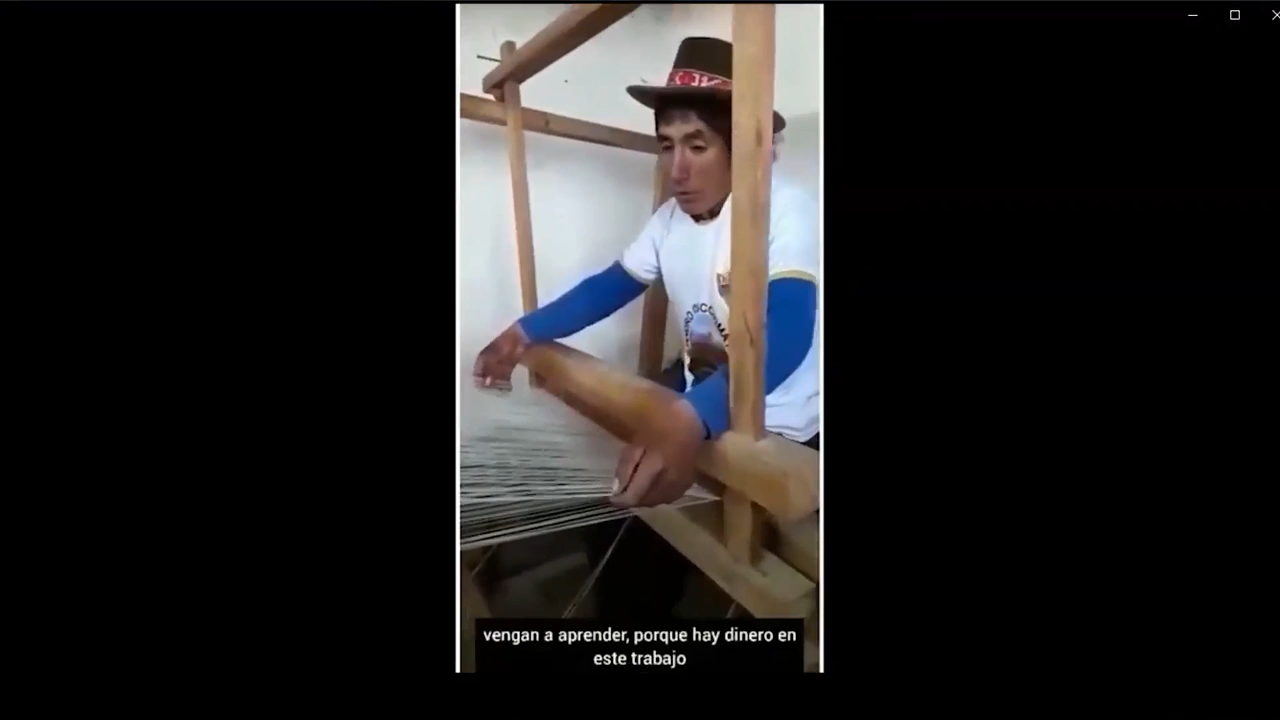 vengan a aprender, porque hay dinero en
este trabajo